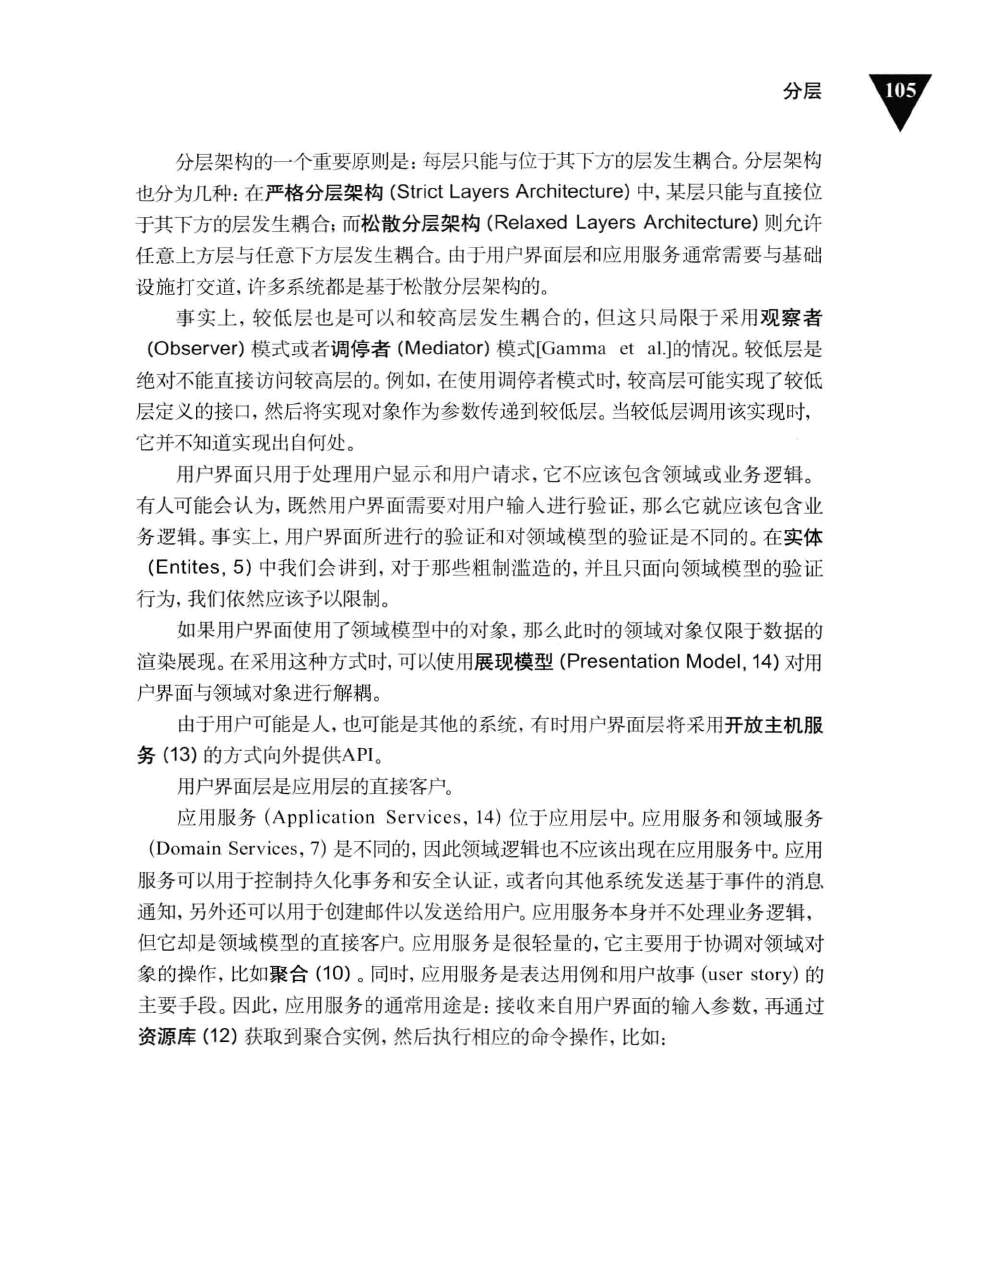 分层
105
分层架构的一个重要原则是：每层只能与位于其下方的层发生耦合。分层架构
也分为几种：在严格分层架构（Strict Layers Architecture）中，某层只能与直接位
于其下方的层发生耦合；而松散分层架构（Relaxed Layers Architecture）则允许
任意上方层与任意下方层发生耦合。由于用户界面层和应用服务通常需要与基础
设施打交道，许多系统都是基于松散分层架构的。
事实上，较低层也是可以和较高层发生耦合的，但这只局限于采用观察者
（Observer）模式或者调停者（Mediator）模式[Gamma et al.]的情况。较低层是
绝对不能直接访问较高层的。例如，在使用调停者模式时，较高层可能实现了较低
层定义的接口，然后将实现对象作为参数传递到较低层。当较低层调用该实现时，
它并不知道实现出自何处。
用户界面只用于处理用户显示和用户请求，它不应该包含领域或业务逻辑。
有人可能会认为，既然用户界面需要对用户输入进行验证，那么它就应该包含业
务逻辑。事实上，用户界面所进行的验证和对领域模型的验证是不同的。在实体
（Entites，5）中我们会讲到，对于那些粗制滥造的，并且只面向领域模型的验证
行为，我们依然应该予以限制。
如果用户界面使用了领域模型中的对象，那么此时的领域对象仅限于数据的
渲染展现。在采用这种方式时，可以使用展现模型（Presentation Model，14）对用
户界面与领域对象进行解耦。
由于用户可能是人，也可能是其他的系统，有时用户界面层将采用开放主机服
务（13）的方式向外提供API。
用户界面层是应用层的直接客户。
应用服务（Application Services，14）位于应用层中。应用服务和领域服务
（Domain Services，7）是不同的，因此领域逻辑也不应该出现在应用服务中。应用
服务可以用于控制持久化事务和安全认证，或者向其他系统发送基于事件的消息
通知，另外还可以用于创建邮件以发送给用户。应用服务本身并不处理业务逻辑，
但它却是领域模型的直接客户。应用服务是很轻量的，它主要用于协调对领域对
象的操作，比如聚合（10）。同时，应用服务是表达用例和用户故事（user story）的
主要手段。因此，应用服务的通常用途是：接收来自用户界面的输入参数，再通过
资源库（12）获取到聚合实例，然后执行相应的命令操作，比如：